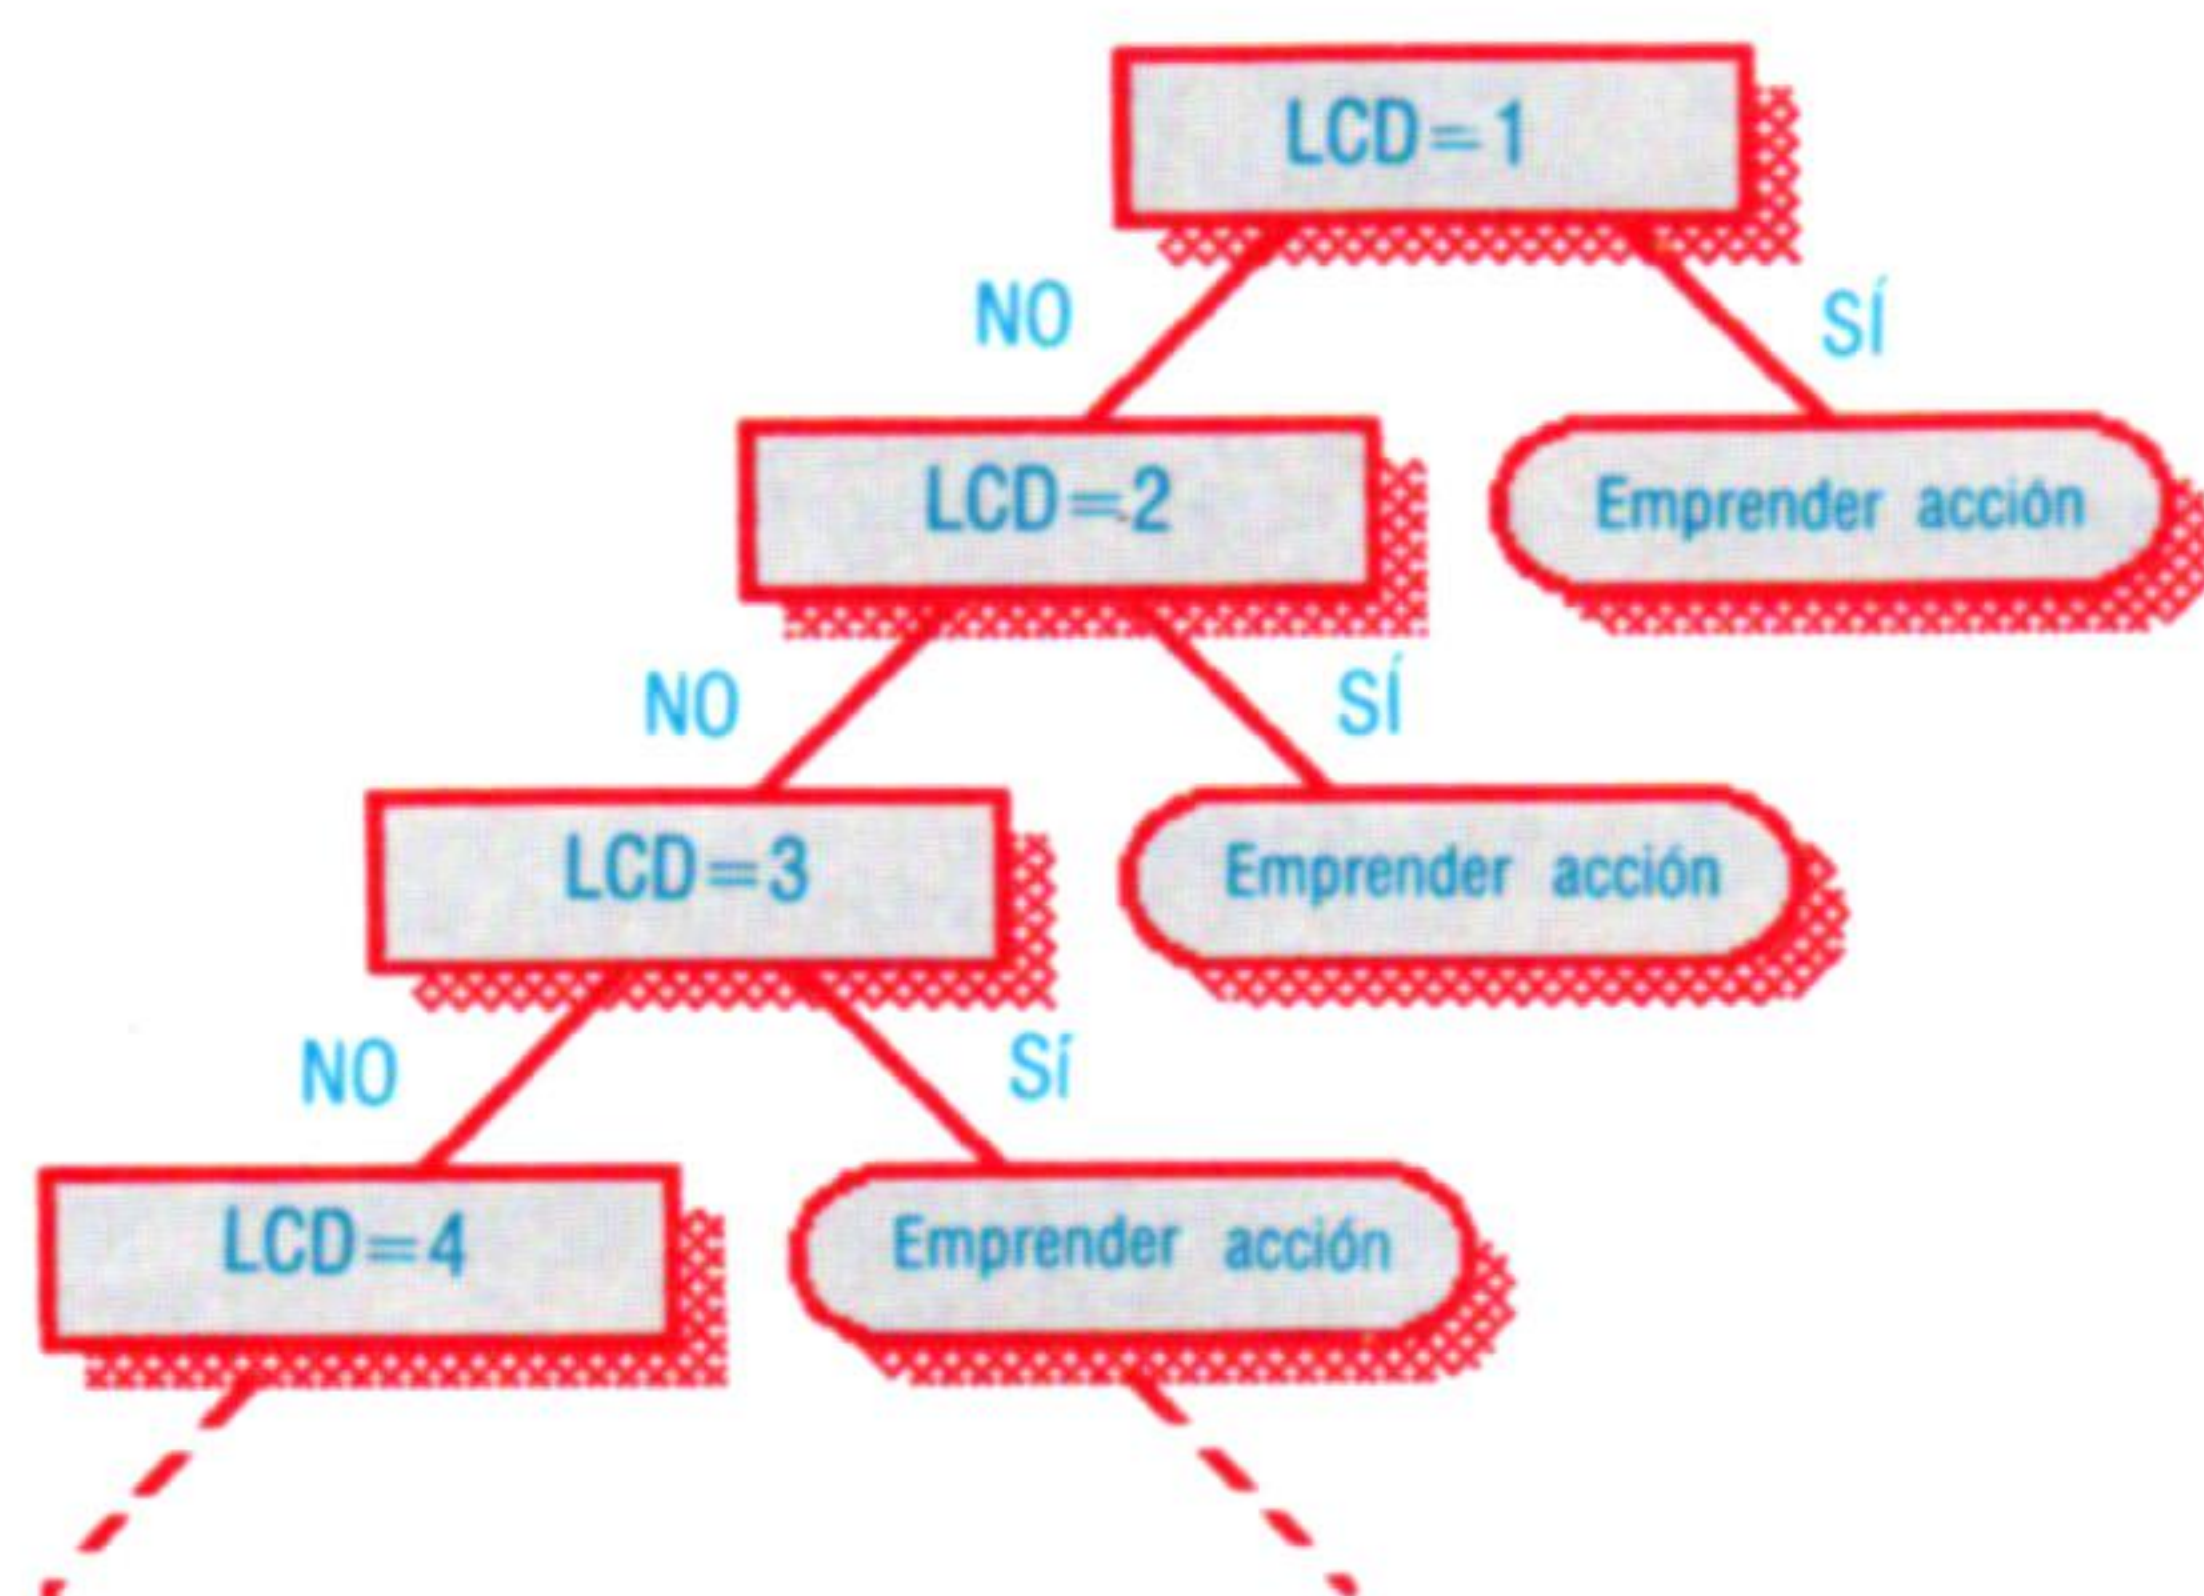 LCD=1
NO
SÍ
LCD=2
Emprender acción
NO
SÍ
LCD=3
Emprender acción
NO
Sí
LCD=4
Emprender acción